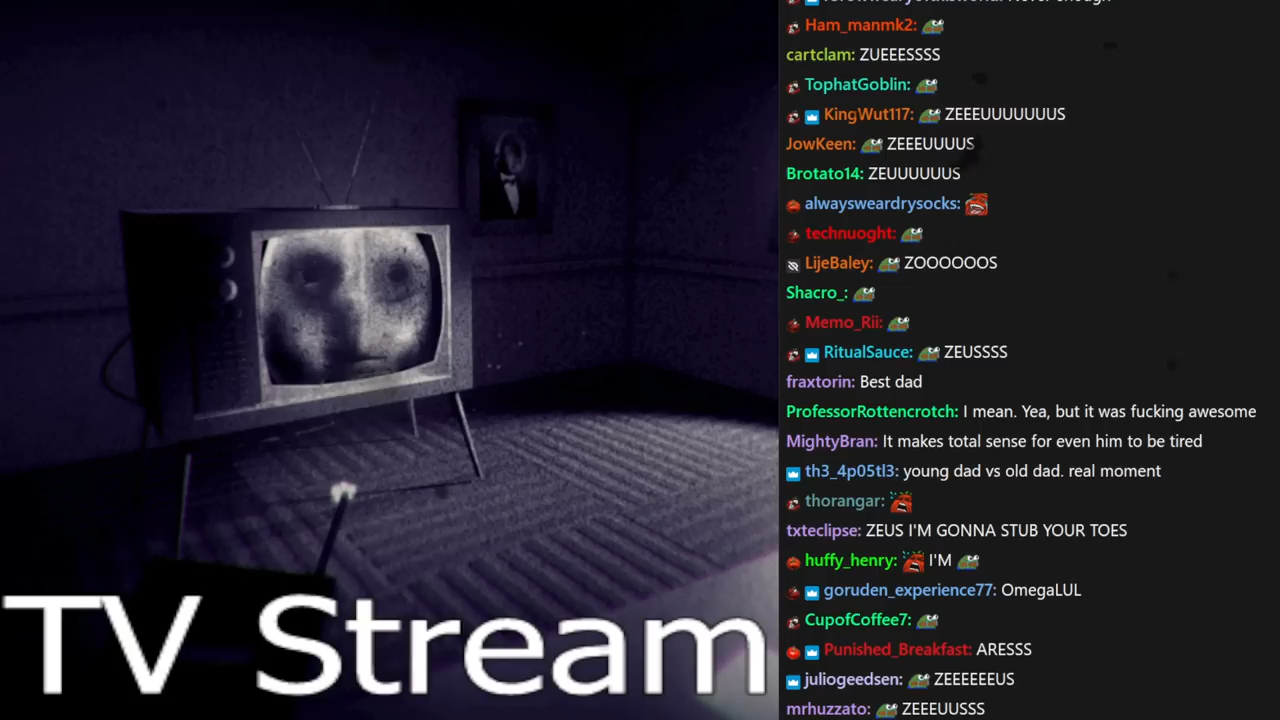 Ham_manmk2:
cartclam: ZUEEESSSS
TophatGoblin:
KingWut117: ZEEEUUUUUUUS
JowKeen: ZEEEUUUUS
Brotato14: ZEUUUUUUS
alwaysweardrysocks:
technuoght:
LijeBaley: ZOOOOOOS
Shacro_:
Memo_Rii:
RitualSauce: ZEUSSSS
fraxtorin: Best dad
ProfessorRottencrotch: I mean. Yea, but it was fucking awesome
MightyBran: It makes total sense for even him to be tired
th3_4p05tl3: young dad vs old dad. real moment
thorangar:
txteclipse: ZEUS I'M GONNA STUB YOUR TOES
huffy_henry: I'M
goruden_experience77: OmegaLUL
CupofCoffee7:
Punished_Breakfast: ARESSS
juliogeedsen: ZEEEEEEUS
mrhuzzato: ZEEEUUSSS
TV Stream